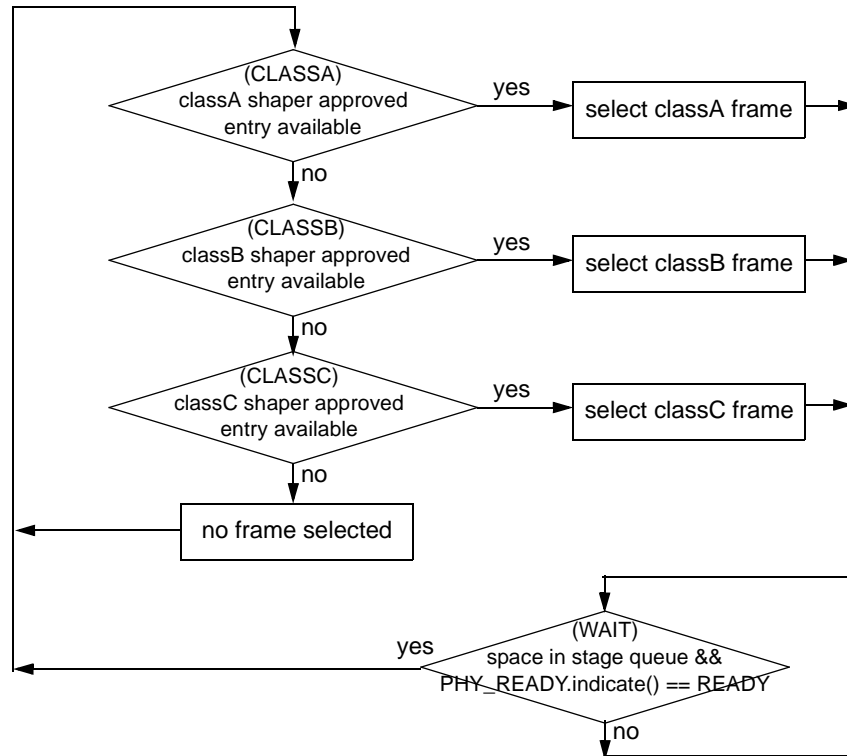 (CLASSA)
classA shaper approved
entry available
yes
select classA frame
no
(CLASSB)
classB shaper approved
entry available
yes
select classB frame
no
(CLASSC)
classC shaper approved
entry available
yes
select classC frame
no
no frame selected
yes
(WAIT)
space in stage queue &&
PHY_READY.indicate() == READY
no